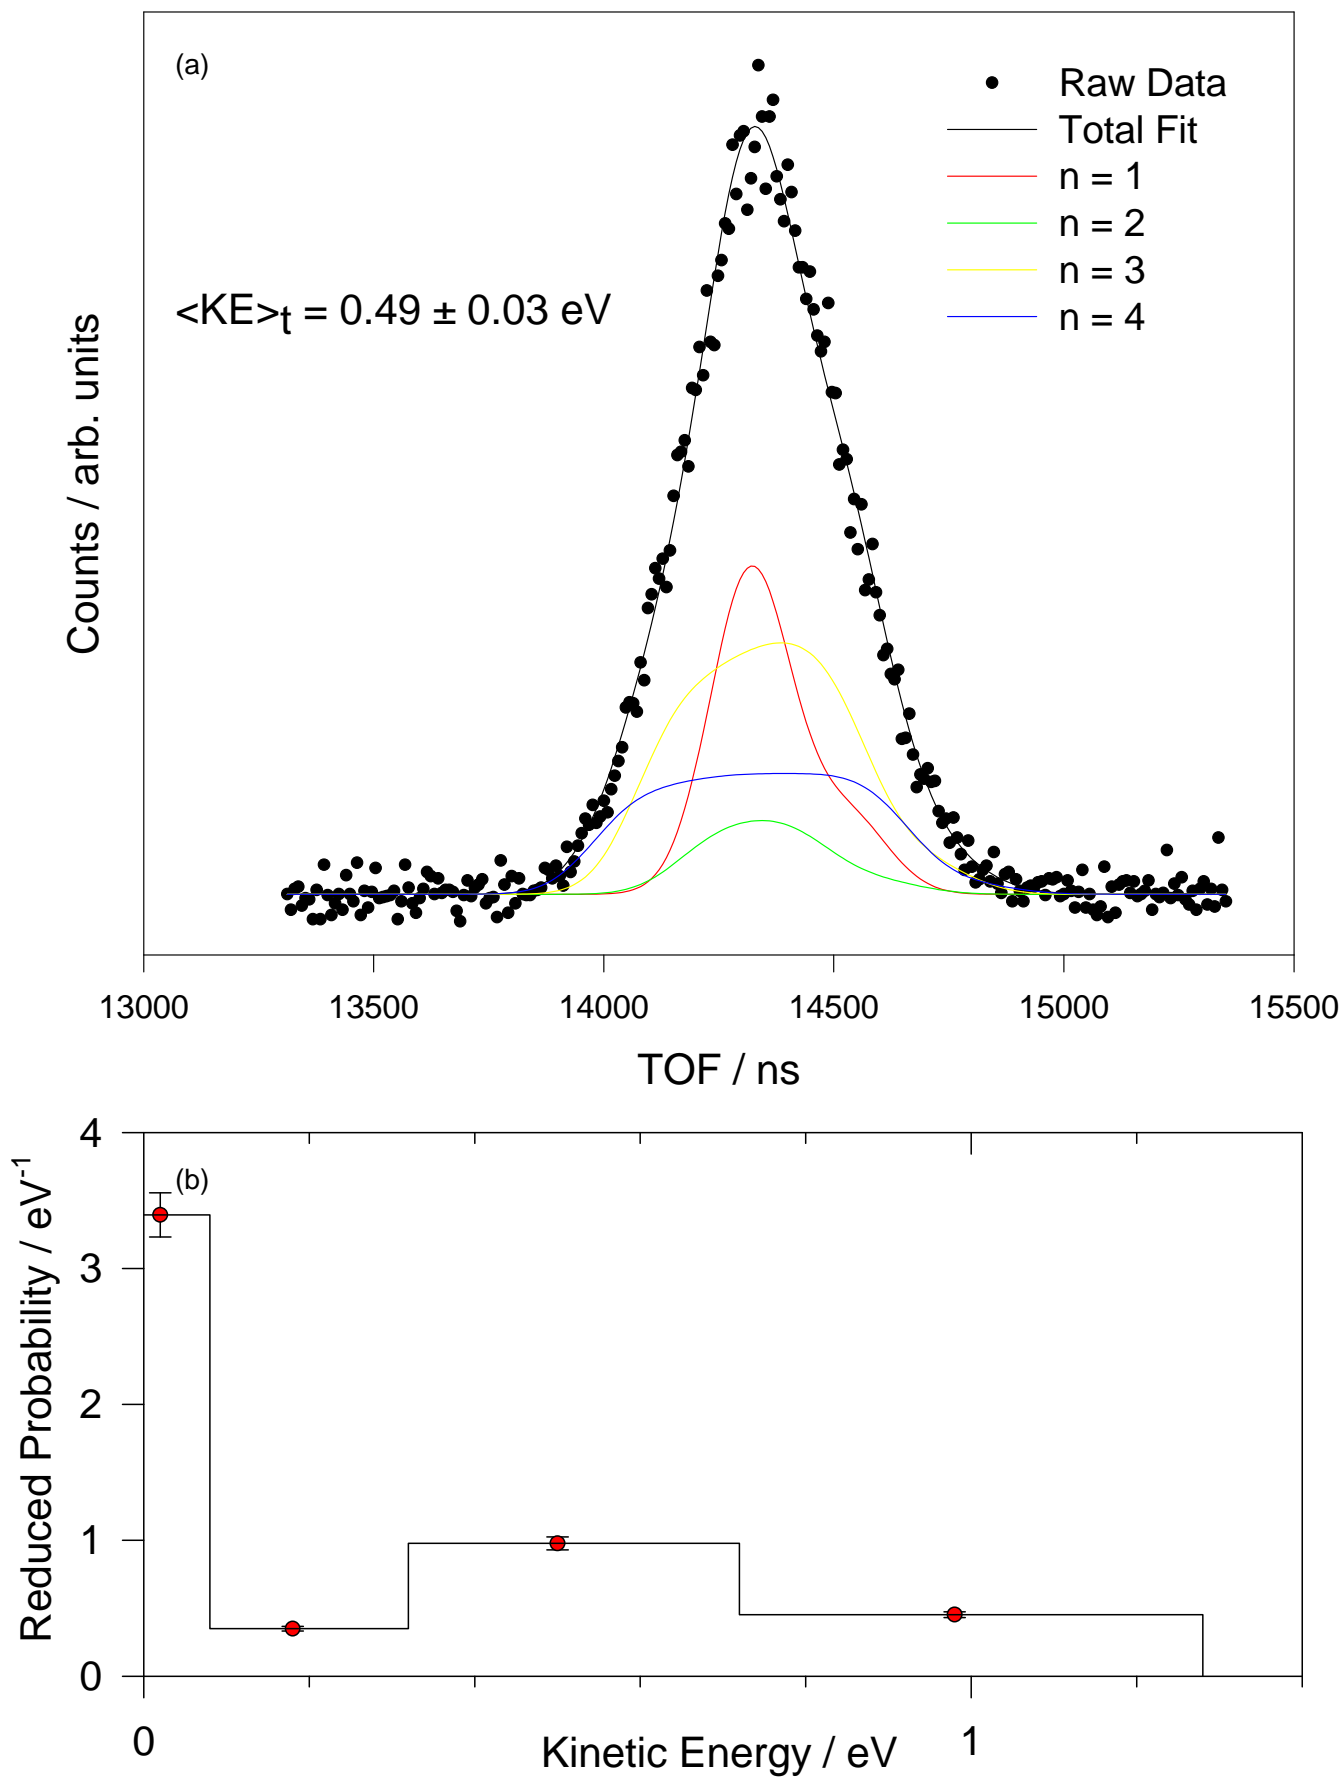 (a)
Raw Data
Total Fit
n = 1
n = 2
n = 3
n = 4
<KE>t = 0.49 ± 0.03 eV
Counts / arb. units
13000 13500 14000 14500 15000 15500
TOF / ns
(b)
Reduced Probability / eV-1
4
3
2
1
0
0 1
Kinetic Energy / eV